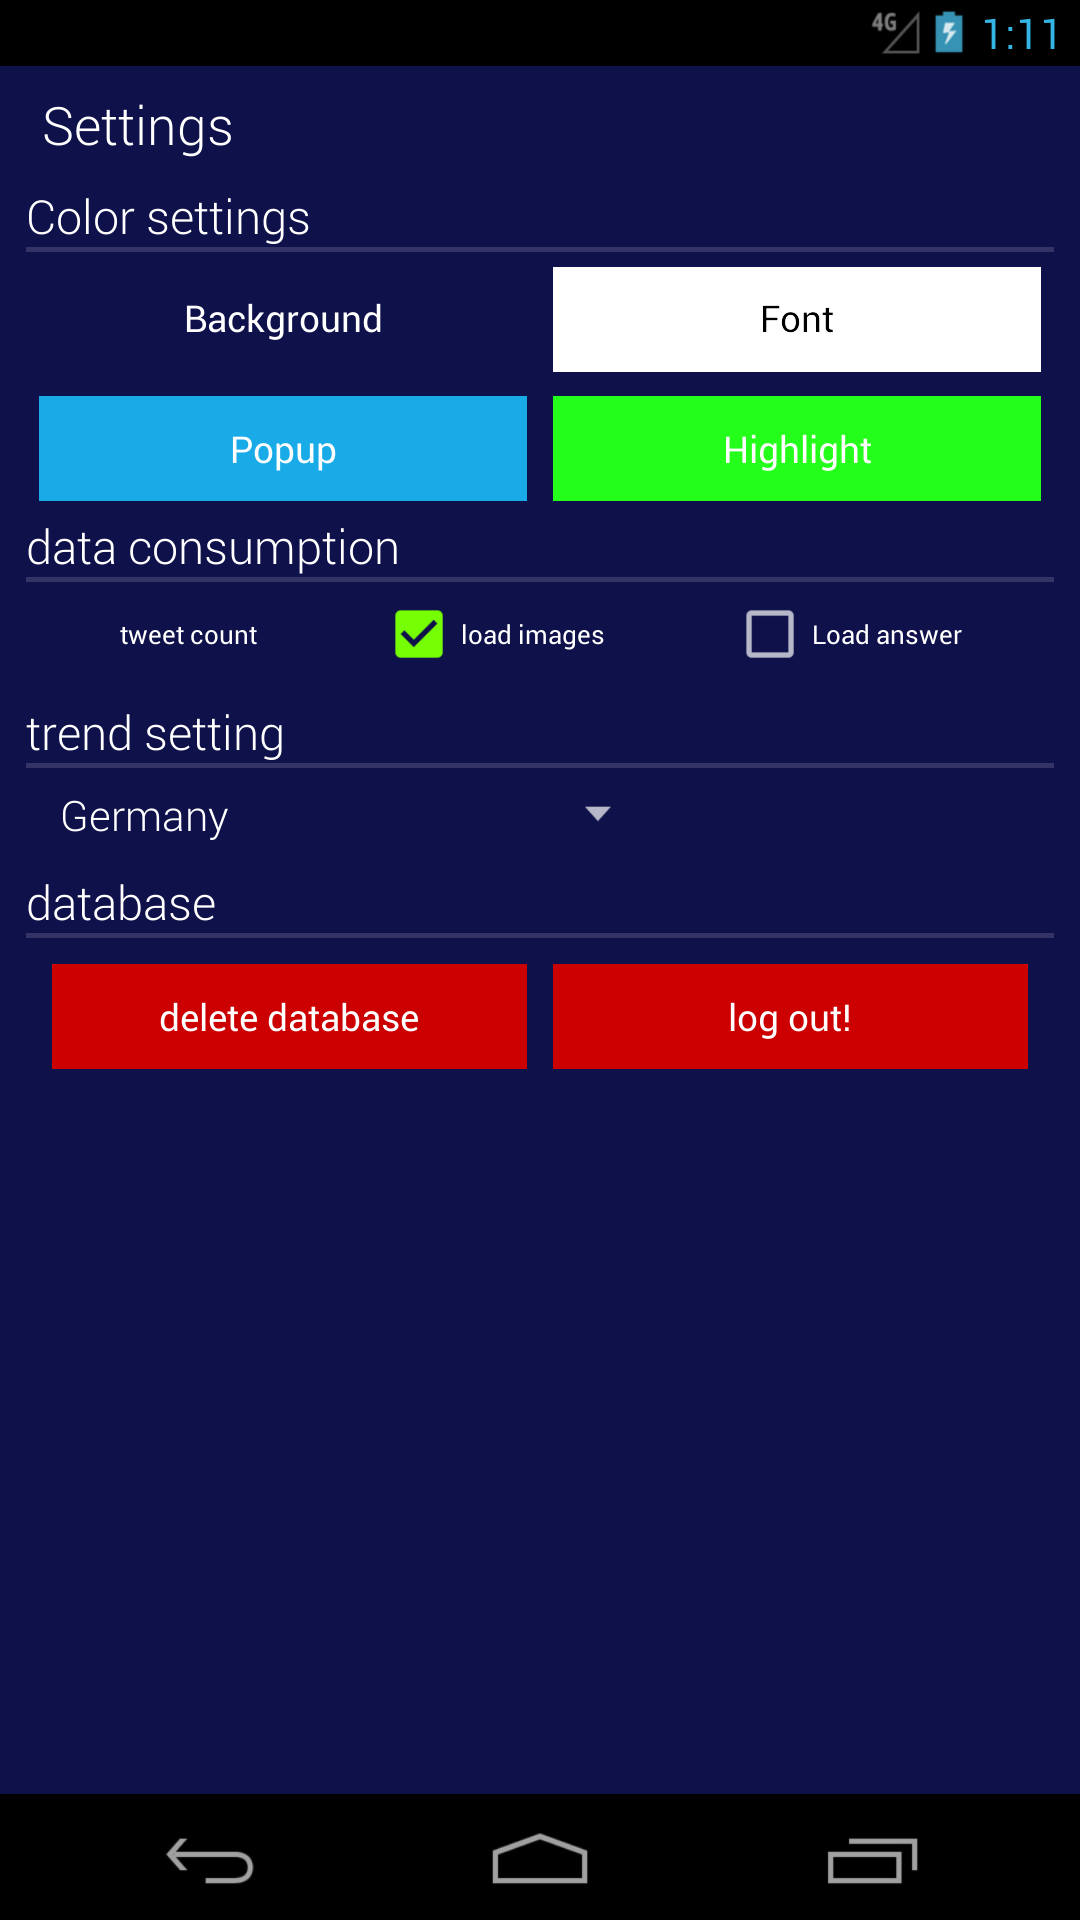 4G 1:11
Settings
Color settings
Background Font
Popup Highlight
data consumption
tweet count load images Load answer
trend setting
Germany
database
delete database log out!